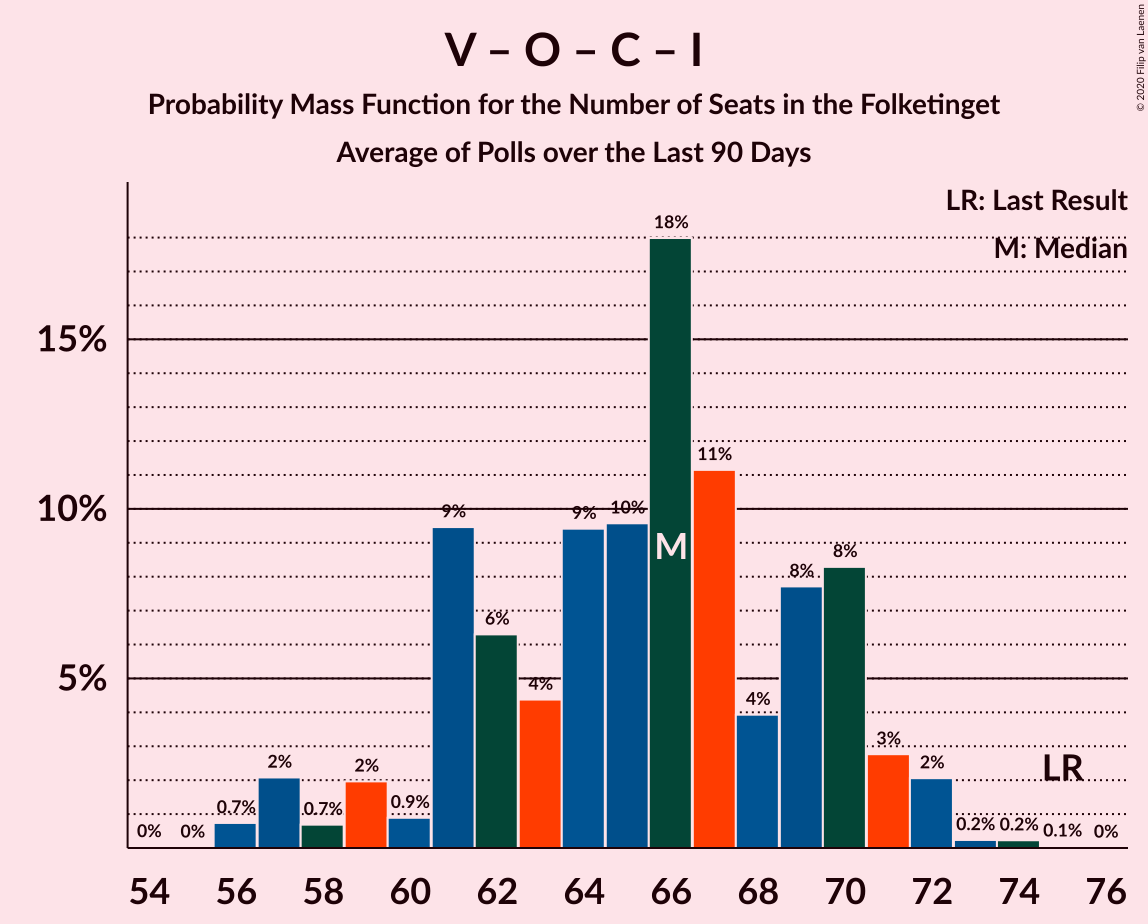 V – O – C – I
Probability Mass Function for the Number of Seats in the Folketinget
Average of Polls over the Last 90 Days
© 2020 Filip van Laenen
LR: Last Result
M: Median
15%
10%
5%
0% 0% 0.7% 2% 0.7% 2% 0.9% 9% 6% 4% 9% 10% 18% 11% 4% 8% 8% 3% 2% 0.2% 0.2% 0.1% 0%
M
LR
54 56 58 60 62 64 66 68 70 72 74 76